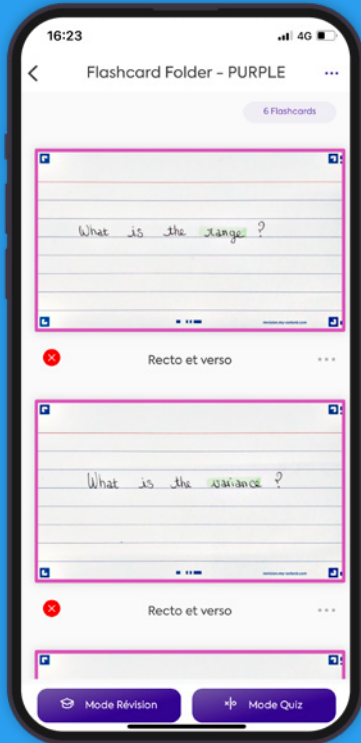 16:23
4G
Flashcard Folder - PURPLE
6 Flashcards
What is the range ?
Recto et verso
What is the variance ?
Recto et verso
Mode Révision
Mode Quiz